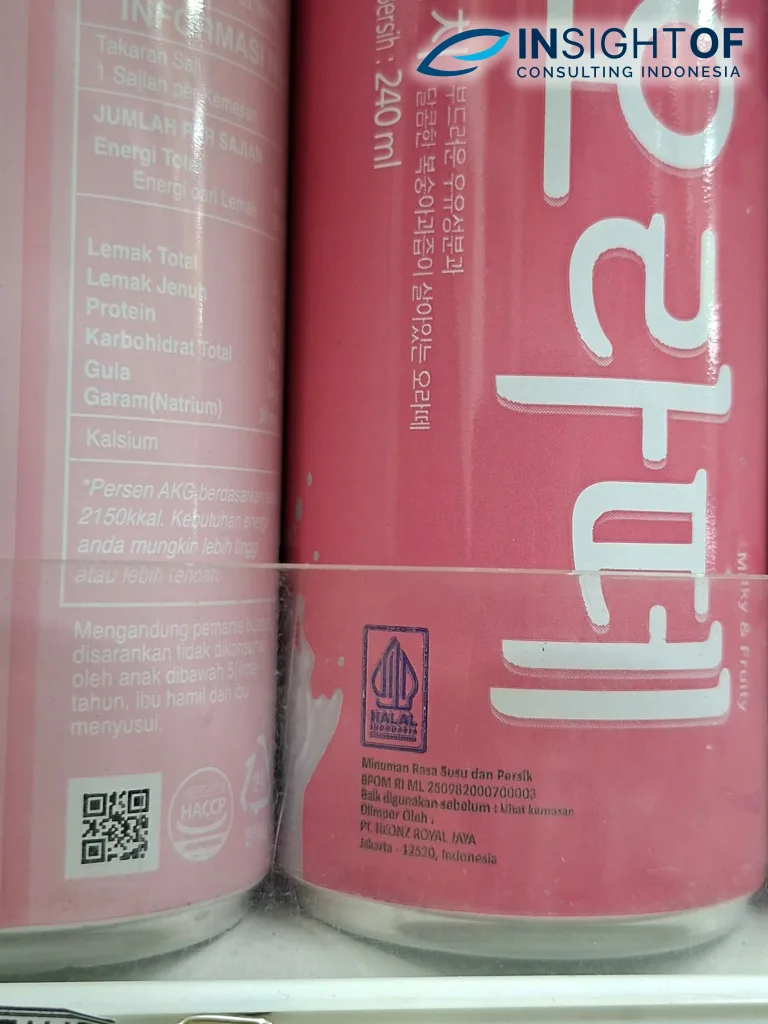 INSIGHTOF
CONSULTING INDONESIA
INFORMASI
Takaran Saji
1 Sajian per Kemasan
JUMLAH PER SAJIAN
Energi Total
Energi dari Lemak
Lemak Total
Lemak Jenuh
Protein
Karbohidrat Total
Gula
Garam(Natrium)
Kalsium
*Persen AKG berdasarkan
2150kkal. Kebutuhan energi
anda mungkin lebih tinggi
atau lebih rendah.
Mengandung pemanis buatan
disarankan tidak dikonsumsi
oleh anak dibawah 5(lima)
tahun, ibu hamil dan ibu
menyusui.
HACCP
오라떼
Milky & Fruity
부드러운 우유성분과
달콤한 복숭아과즙이 살아있는 오라떼
bersih : 240 ml
HALAL
INDONESIA
Minuman Rasa Susu dan Persik
BPOM RI ML 250982000700003
Baik digunakan sebelum : lihat kemasan
Diimpor Oleh :
ROYAL JAYA
Jakarta - 12520, Indonesia